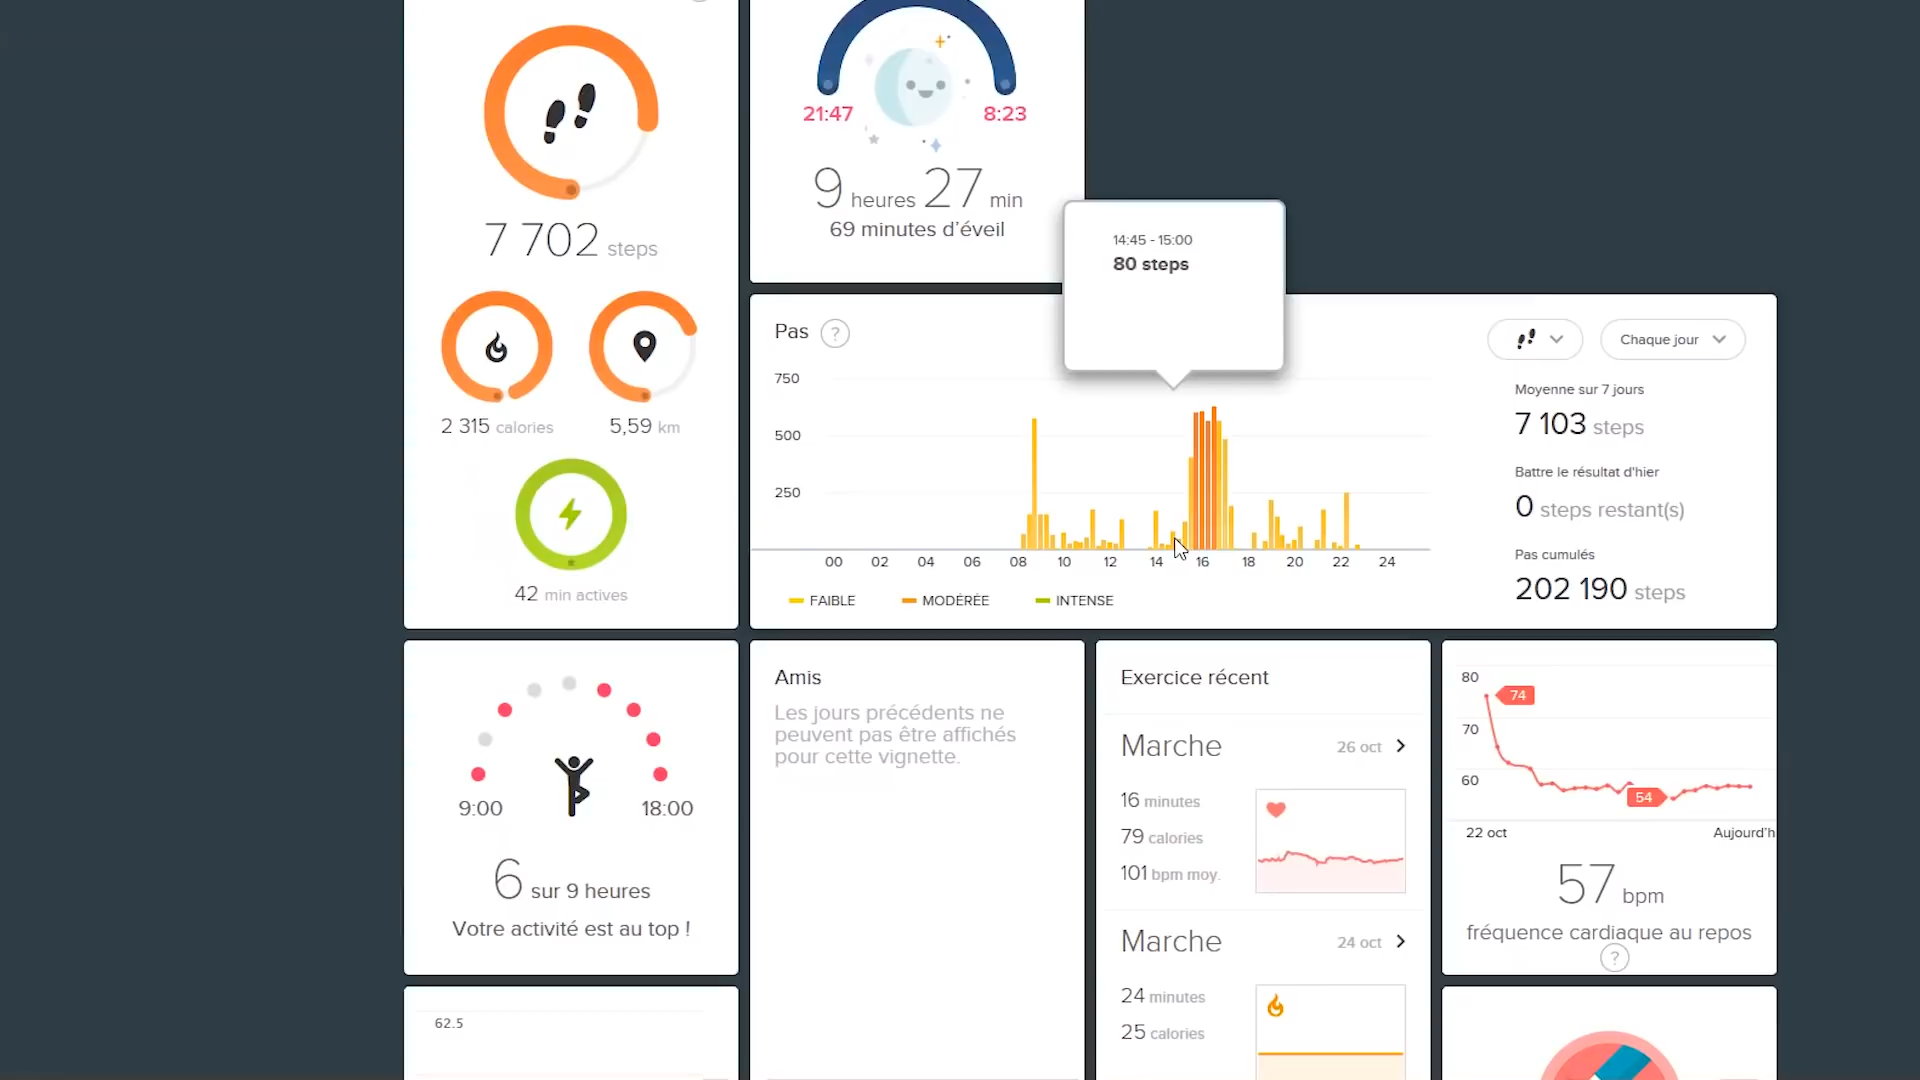 7 702 steps
2 315 calories
5,59 km
42 min actives
21:47
8:23
9 heures 27 min
69 minutes d'éveil
14:45 - 15:00
80 steps
Pas
?
750
500
250
00 02 04 06 08 10 12 14 16 18 20 22 24
FAIBLE
MODÉRÉE
INTENSE
Chaque jour
Moyenne sur 7 jours
7 103 steps
Battre le résultat d'hier
0 steps restant(s)
Pas cumulés
202 190 steps
9:00
18:00
6 sur 9 heures
Votre activité est au top !
Amis
Les jours précédents ne
peuvent pas être affichés
pour cette vignette.
Exercice récent
Marche
26 oct
16 minutes
79 calories
101 bpm moy.
Marche
24 oct
24 minutes
25 calories
80
74
70
60
54
22 oct
Aujourd'h
57 bpm
fréquence cardiaque au repos
?
62.5